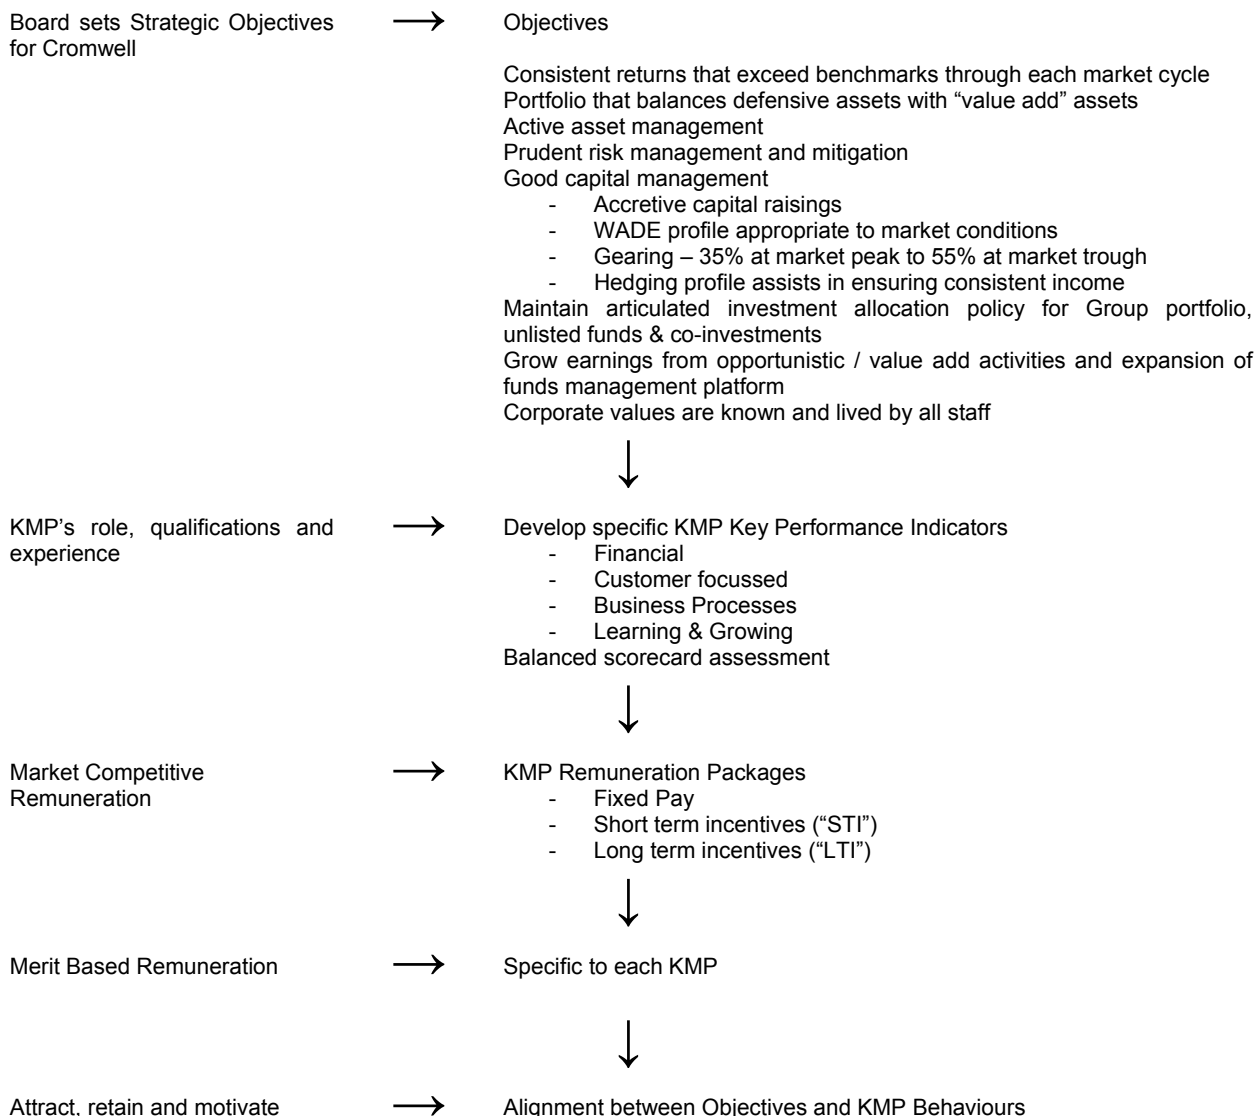 Board sets Strategic Objectives
for Cromwell
→
Objectives
Consistent returns that exceed benchmarks through each market cycle
Portfolio that balances defensive assets with “value add” assets
Active asset management
Prudent risk management and mitigation
Good capital management
- Accretive capital raisings
- WADE profile appropriate to market conditions
- Gearing – 35% at market peak to 55% at market trough
- Hedging profile assists in ensuring consistent income
Maintain articulated investment allocation policy for Group portfolio,
unlisted funds & co-investments
Grow earnings from opportunistic / value add activities and expansion of
funds management platform
Corporate values are known and lived by all staff
↓
KMP’s role, qualifications and
experience
→
Develop specific KMP Key Performance Indicators
- Financial
- Customer focussed
- Business Processes
- Learning & Growing
Balanced scorecard assessment
↓
Market Competitive
Remuneration
→
KMP Remuneration Packages
- Fixed Pay
- Short term incentives (“STI”)
- Long term incentives (“LTI”)
↓
Merit Based Remuneration
→
Specific to each KMP
↓
Attract, retain and motivate
→
Alignment between Objectives and KMP Behaviours